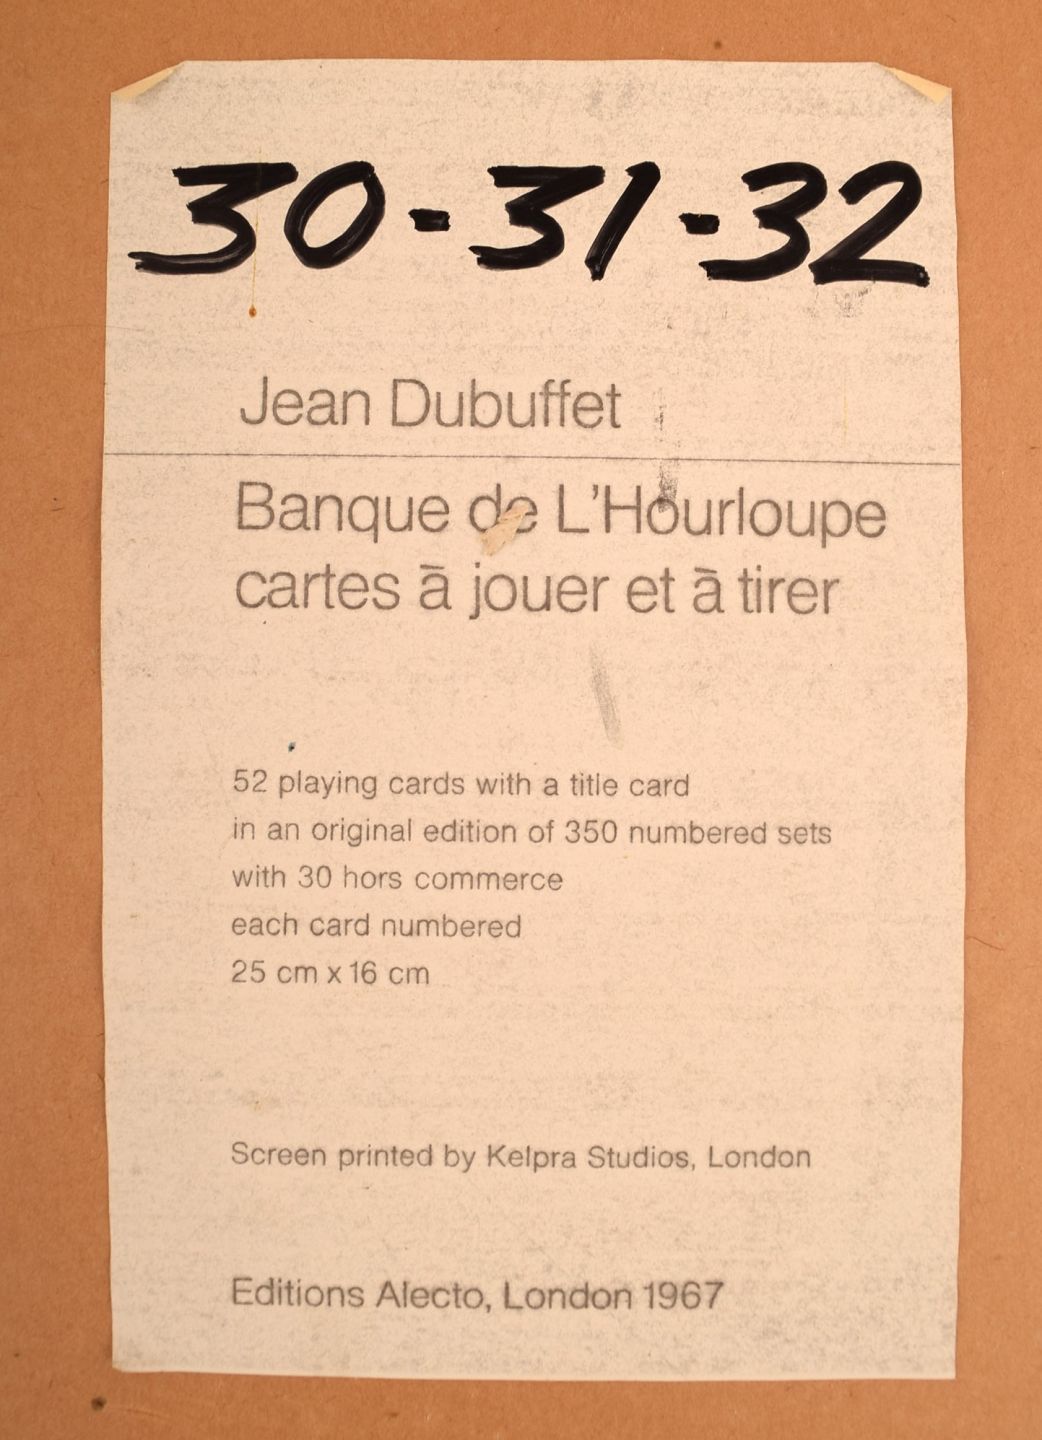 30-31-32
Jean Dubuffet
Banque de L’Hourloupe
cartes ā jouer et ā tirer
52 playing cards with a title card
in an original edition of 350 numbered sets
with 30 hors commerce
each card numbered
25 cm x 16 cm
Screen printed by Kelpra Studios, London
Editions Alecto, London 1967